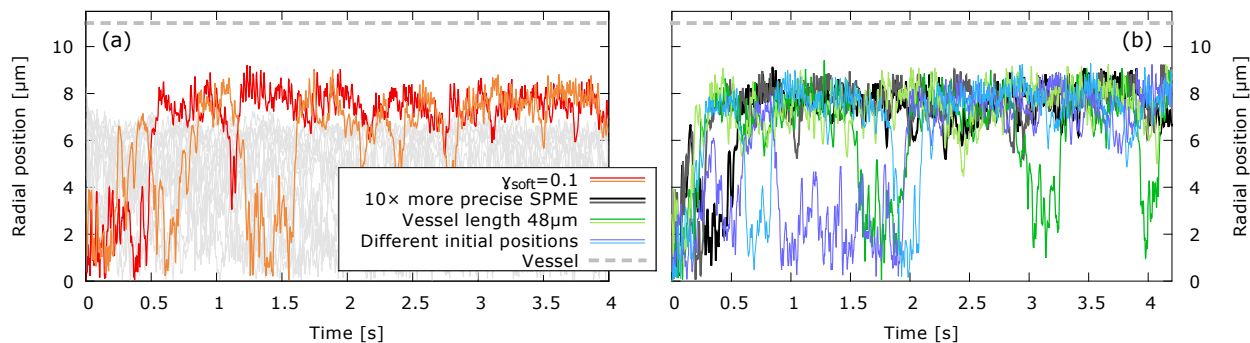 (a)
Radial position [µm]
10
8
6
4
2
0
0 0.5 1 1.5 2 2.5 3 3.5 4
Time [s]
γsoft=0.1
10× more precise SPME
Vessel length 48µm
Different initial positions
Vessel
(b)
10
8
6
4
2
0
Radial position [µm]
0 0.5 1 1.5 2 2.5 3 3.5 4
Time [s]